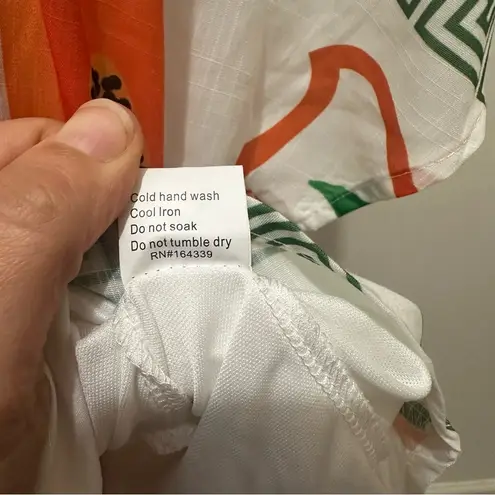 Cold hand wash
Cool Iron
Do not soak
Do not tumble dry
RN#164339